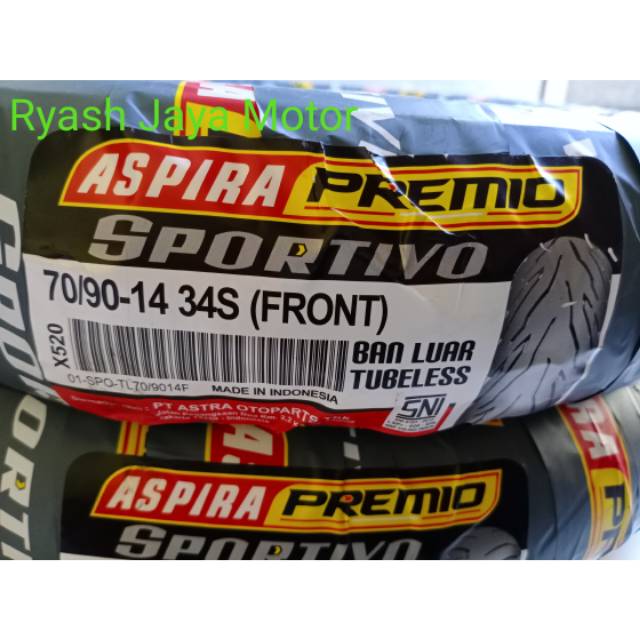 Ryash Jaya Motor
ASPIRA PREMIO
SPORTIVO
70/90-14 34S (FRONT)
X520
01-SPO-TL70/9014F
MADE IN INDONESIA
BAN LUAR
TUBELESS
PT ASTRA OTOPARTS TBK
SNI
ASPIRA PREMIO
SPORTIVO